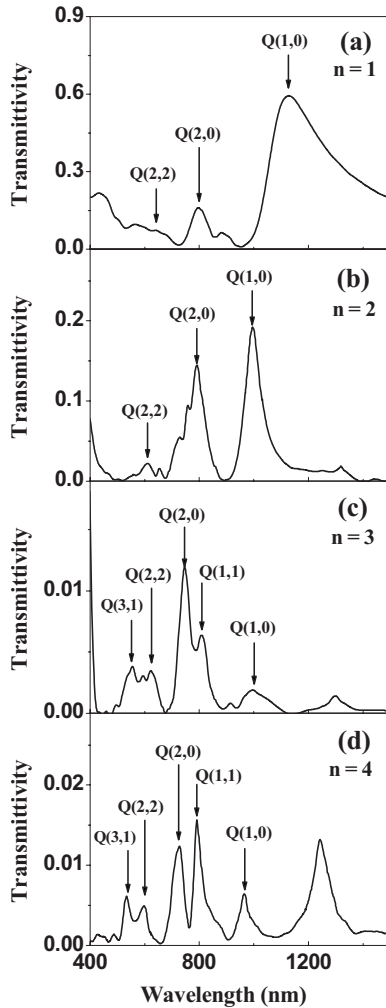 0.9
0.6
0.3
0.0
Transmittivity
Q(1,0)
(a)
n = 1
Q(2,0)
Q(2,2)
0.2
0.1
0.0
Transmittivity
Q(1,0)
(b)
n = 2
Q(2,0)
Q(2,2)
0.01
0.00
Transmittivity
Q(2,0)
(c)
n = 3
Q(2,2)
Q(1,1)
Q(3,1)
Q(1,0)
0.02
0.01
0.00
Transmittivity
Q(2,0)
(d)
n = 4
Q(1,1)
Q(2,2)
Q(3,1)
Q(1,0)
400 800 1200
Wavelength (nm)